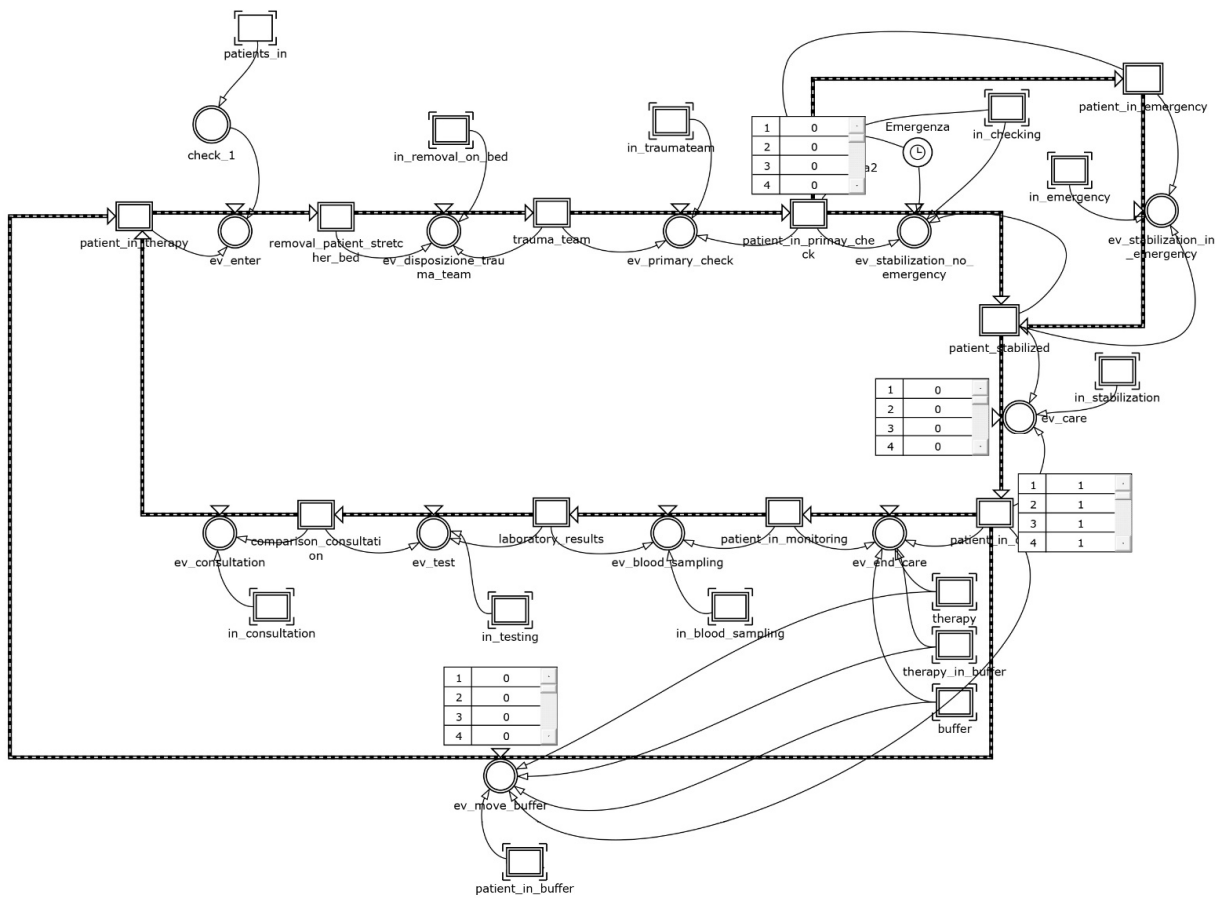 patients_in
patient_in_emergency
check_1
in_removal_on_bed
in_traumateam
1 0
2 0
3 0
4 0
Emergenza
a2
in_checking
in_emergency
patient_in_therapy
ev_enter
removal_patient_stretc
her_bed
ev_disposizione_trau
ma_team
trauma_team
ev_primary_check
patient_in_primay_che
ck
ev_stabilization_no_
emergency
ev_stabilization_in
_emergency
patient_stabilized
in_stabilization
1 0
2 0
3 0
4 0
ev_care
1 1
2 1
3 1
4 1
ev_consultation
comparison_consultati
on
ev_test
laboratory_results
ev_blood_sampling
patient_in_monitoring
ev_end_care
patient_in_
in_consultation
in_testing
in_blood_sampling
therapy
therapy_in_buffer
buffer
1 0
2 0
3 0
4 0
ev_move_buffer
patient_in_buffer